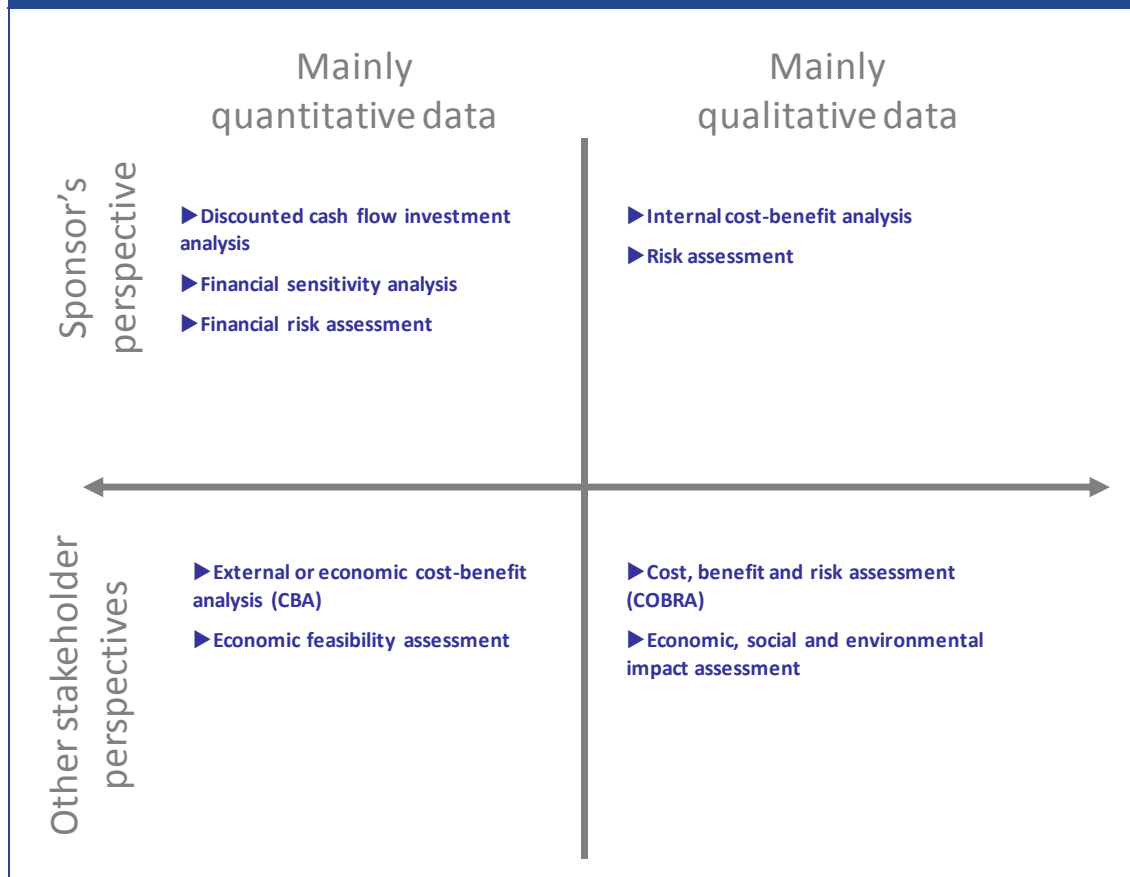 Mainly
quantitative data
Mainly
qualitative data
Sponsor's
perspective
▶Discounted cash flow investment
analysis
▶Financial sensitivity analysis
▶Financial risk assessment
▶Internal cost-benefit analysis
▶Risk assessment
Other stakeholder
perspectives
▶External or economic cost-benefit
analysis (CBA)
▶Economic feasibility assessment
▶Cost, benefit and risk assessment
(COBRA)
▶Economic, social and environmental
impact assessment